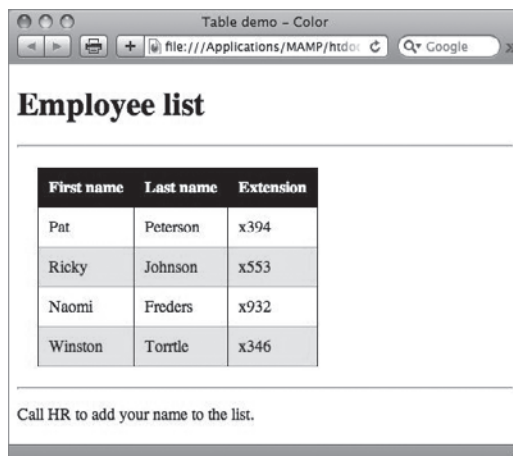 Table demo – Color
file:///Applications/MAMP/htdoc
Google
Employee list
First name Last name Extension
Pat Peterson x394
Ricky Johnson x553
Naomi Freders x932
Winston Torrtle x346
Call HR to add your name to the list.